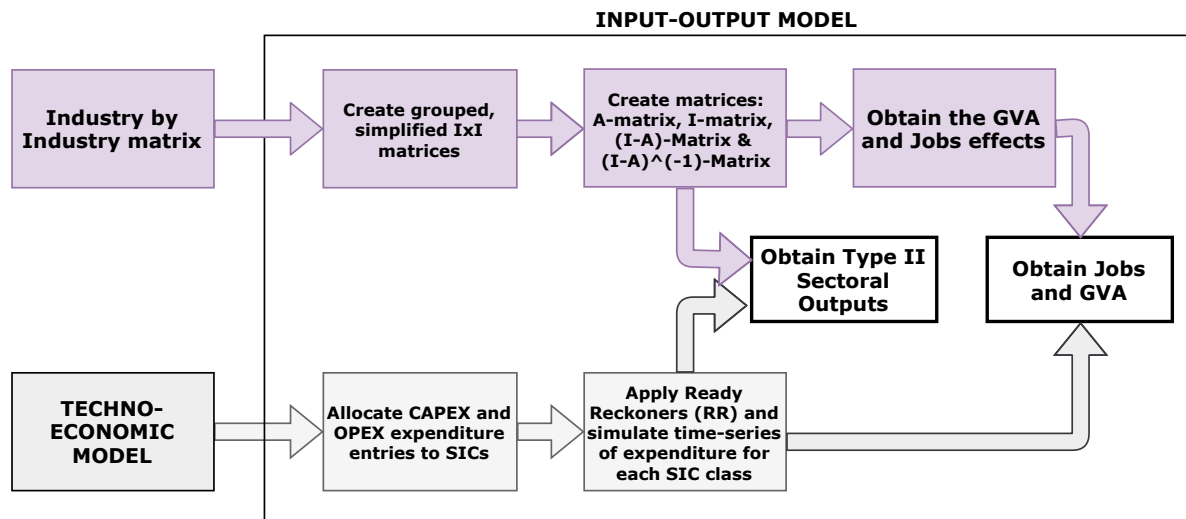 INPUT-OUTPUT MODEL
Industry by
Industry matrix
Create grouped,
simplified IxI
matrices
Create matrices:
A-matrix, I-matrix,
(I-A)-Matrix &
(I-A)^(-1)-Matrix
Obtain the GVA
and Jobs effects
Obtain Type II
Sectoral
Outputs
Obtain Jobs
and GVA
TECHNO-
ECONOMIC
MODEL
Allocate CAPEX and
OPEX expenditure
entries to SICs
Apply Ready
Reckoners (RR) and
simulate time-series
of expenditure for
each SIC class